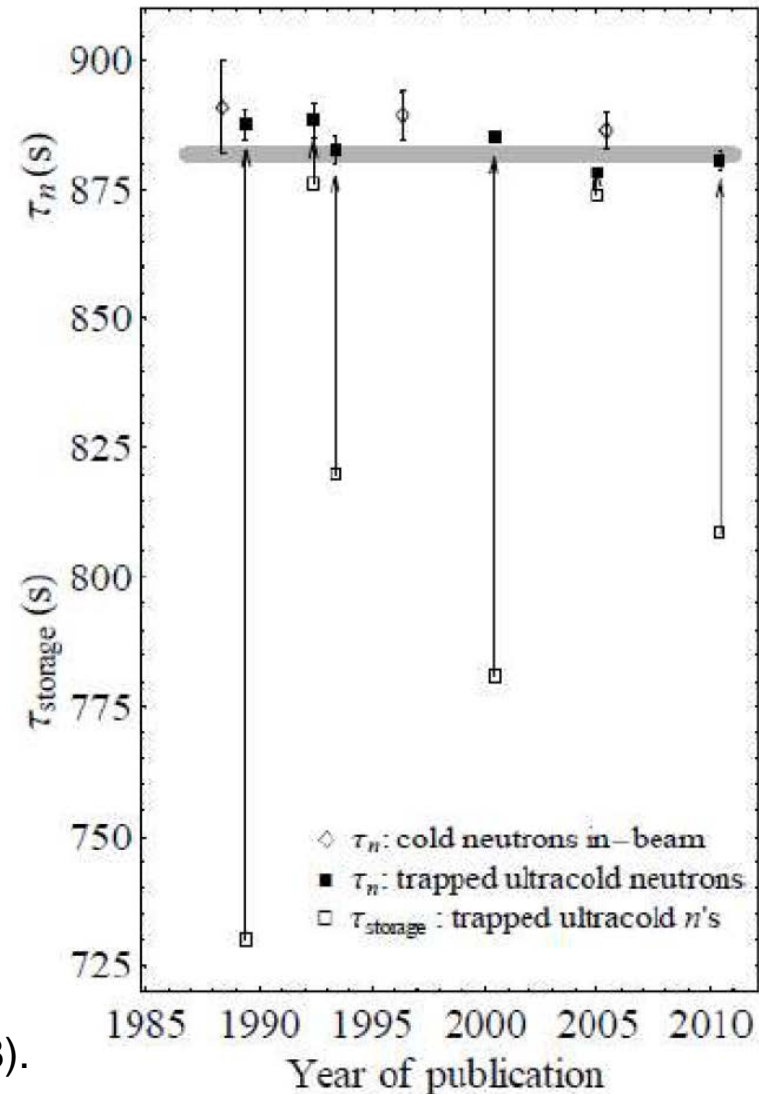 900
875
850
825
800
775
750
725
τn (s)
τstorage (s)
τn: cold neutrons in−beam
τn: trapped ultracold neutrons
τstorage : trapped ultracold n's
1985 1990 1995 2000 2005 2010
Year of publication
).